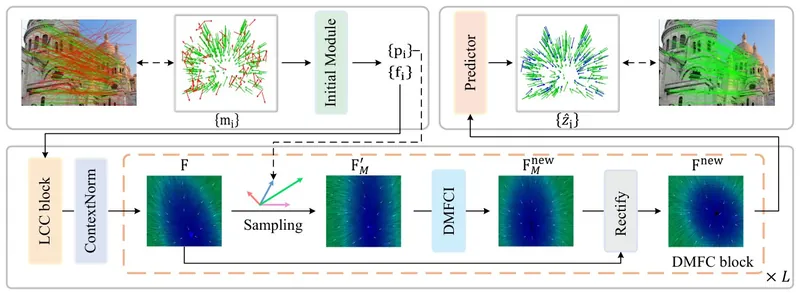 {mᵢ}
Initial Module
{pᵢ}
{fᵢ}
Predictor
{ẑᵢ}
LCC block
ContextNorm
F
Sampling
F′_M
DMFCI
F_M^new
Rectify
F^new
DMFC block
× L